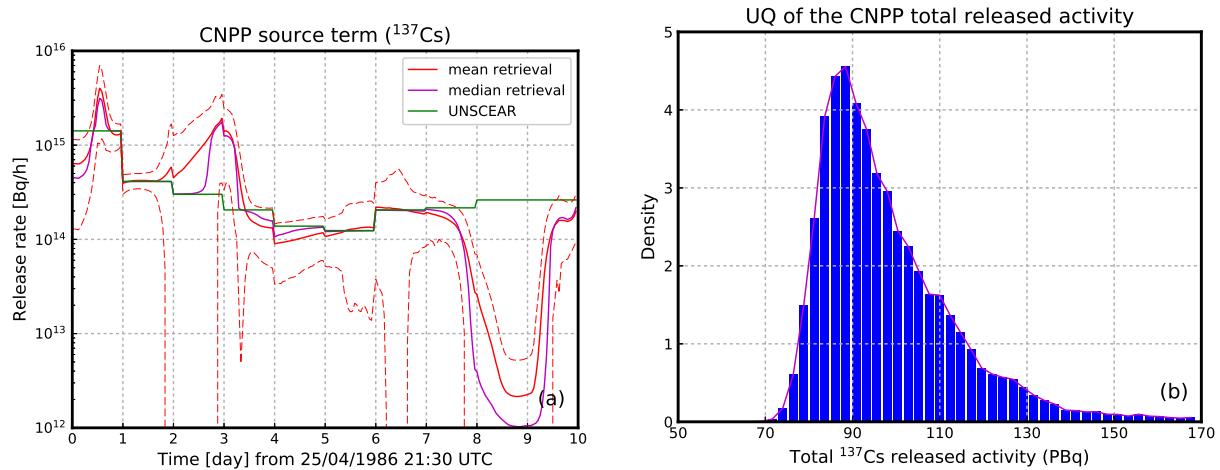 CNPP source term (¹³⁷Cs)
10¹⁶
10¹⁵
10¹⁴
10¹³
10¹²
Release rate [Bq/h]
mean retrieval
median retrieval
UNSCEAR
(a)
0 1 2 3 4 5 6 7 8 9 10
Time [day] from 25/04/1986 21:30 UTC
UQ of the CNPP total released activity
5
4
3
2
1
0
Density
(b)
50 70 90 110 130 150 170
Total ¹³⁷Cs released activity (PBq)